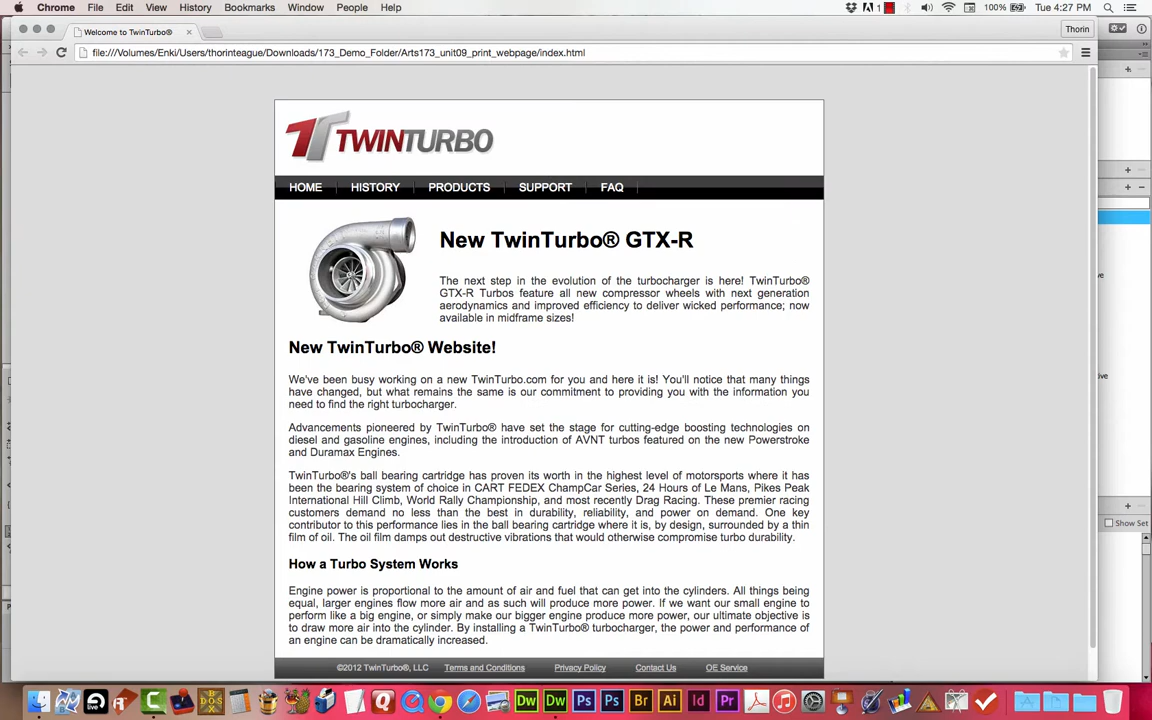 Chrome File Edit View History Bookmarks Window People Help 1 100% Tue 4:27 PM
Welcome to TwinTurbo® Thorin
file:///Volumes/Enki/Users/thorinteague/Downloads/173_Demo_Folder/Arts173_unit09_print_webpage/index.html
TWINTURBO
HOME HISTORY PRODUCTS SUPPORT FAQ
New TwinTurbo® GTX-R
The next step in the evolution of the turbocharger is here! TwinTurbo®
GTX-R Turbos feature all new compressor wheels with next generation
aerodynamics and improved efficiency to deliver wicked performance; now
available in midframe sizes!
New TwinTurbo® Website!
We've been busy working on a new TwinTurbo.com for you and here it is! You'll notice that many things
have changed, but what remains the same is our commitment to providing you with the information you
need to find the right turbocharger.
Advancements pioneered by TwinTurbo® have set the stage for cutting-edge boosting technologies on
diesel and gasoline engines, including the introduction of AVNT turbos featured on the new Powerstroke
and Duramax Engines.
TwinTurbo®'s ball bearing cartridge has proven its worth in the highest level of motorsports where it has
been the bearing system of choice in CART FEDEX ChampCar Series, 24 Hours of Le Mans, Pikes Peak
International Hill Climb, World Rally Championship, and most recently Drag Racing. These premier racing
customers demand no less than the best in durability, reliability, and power on demand. One key
contributor to this performance lies in the ball bearing cartridge where it is, by design, surrounded by a thin
film of oil. The oil film damps out destructive vibrations that would otherwise compromise turbo durability.
Show Set
How a Turbo System Works
Engine power is proportional to the amount of air and fuel that can get into the cylinders. All things being
equal, larger engines flow more air and as such will produce more power. If we want our small engine to
perform like a big engine, or simply make our bigger engine produce more power, our ultimate objective is
to draw more air into the cylinder. By installing a TwinTurbo® turbocharger, the power and performance of
an engine can be dramatically increased.
©2012 TwinTurbo®, LLC Terms and Conditions Privacy Policy Contact Us OE Service
live DOS Dw Dw Ps Ps Br Ai Id Pr